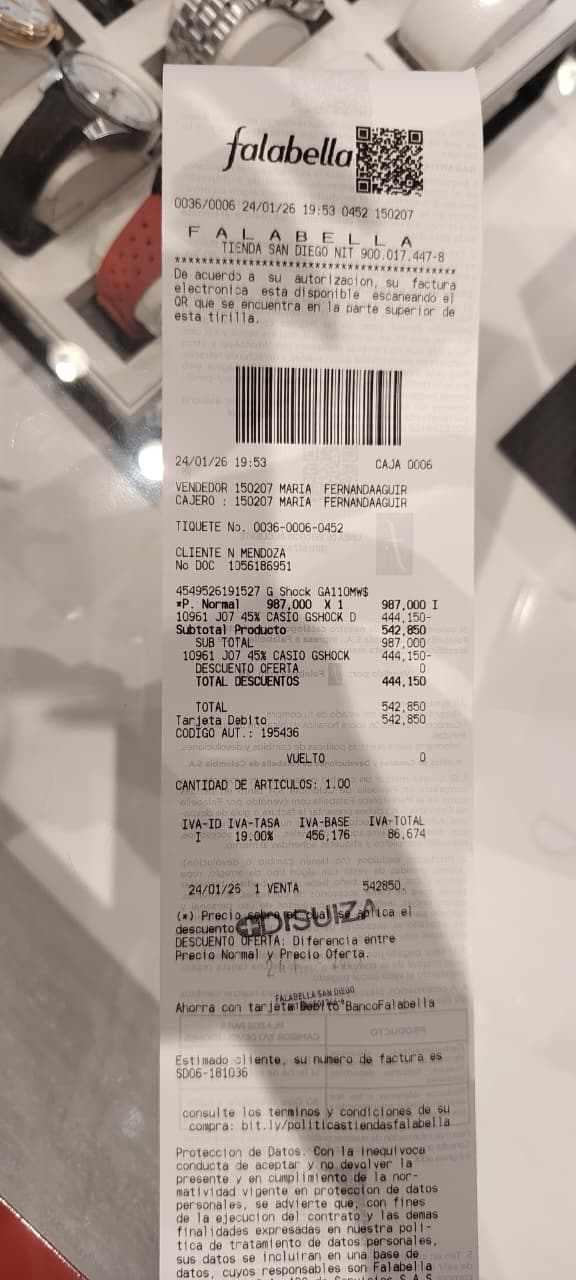 falabella
0036/0006 24/01/26 19:53 0452 150207
F A L A B E L L A
TIENDA SAN DIEGO NIT 900.017.447-8
**************************************************
De acuerdo a su autorizacion, su factura
electronica esta disponible escaneando el
QR que se encuentra en la parte superior de
esta tirilla.
24/01/26 19:53 CAJA 0006
VENDEDOR 150207 MARIA FERNANDAAGUIR
CAJERO : 150207 MARIA FERNANDAAGUIR
TIQUETE No. 0036-0006-0452
CLIENTE N MENDOZA
No DOC 1056186951
4549526191527 G Shock GA110MW$
*P. Normal 987,000 X 1 987,000 I
10961 J07 45% CASIO GSHOCK D 444,150-
Subtotal Producto 542,850
SUB TOTAL 987,000
10961 J07 45% CASIO GSHOCK 444,150-
DESCUENTO OFERTA 0
TOTAL DESCUENTOS 444,150
TOTAL 542,850
Tarjeta Debito 542,850
CODIGO AUT.: 195436
VUELTO 0
CANTIDAD DE ARTICULOS: 1.00
IVA-ID IVA-TASA IVA-BASE IVA-TOTAL
I 19.00% 456,176 86,674
24/01/26 1 VENTA 542850.
(*) Precio sobre el cual se aplica el
descuento
DISUIZA
DESCUENTO OFERTA: Diferencia entre
Precio Normal y Precio Oferta.
FALABELLA SAN DIEGO
Ahorra con tarjeta Debito BancoFalabella
Estimado cliente, su numero de factura es
SD06-181036
consulte los terminos y condiciones de su
compra: bit.ly/politicastiendasfalabella
Proteccion de Datos. Con la inequivoca
conducta de aceptar y no devolver la
presente y en cumplimiento de la nor-
matividad vigente en proteccion de datos
personales, se advierte que, con fines
de la ejecucion del contrato y las demas
finalidades expresadas en nuestra poli-
tica de tratamiento de datos personales,
sus datos se incluiran en una base de
datos, cuyos responsables son Falabella